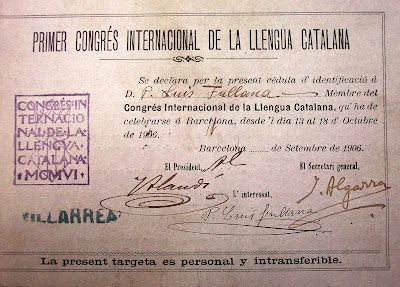 PRIMER CONGRÉS INTERNACIONAL DE LA LLENGUA CATALANA
Se declara per la present cédula d' identificació á
D. P. Luis Fullana Membre del
Congrés Internacional de la Llengua Catalana, qu' ha de
celebrarse á Barcelona, desde 'l dia 13 al 18 d' Octubre
de 1906.
Barcelona de Setembre de 1906.
El President, El Secretari general,
L' interessat,
J. Algarra
P. Luis Fullana
CONGRÉS·IN
TERNACIO
NAL·DE·LA
LLENGVA
CATALANA
·MCMVI·
VILLARREA
La present targeta es personal y intransferible.